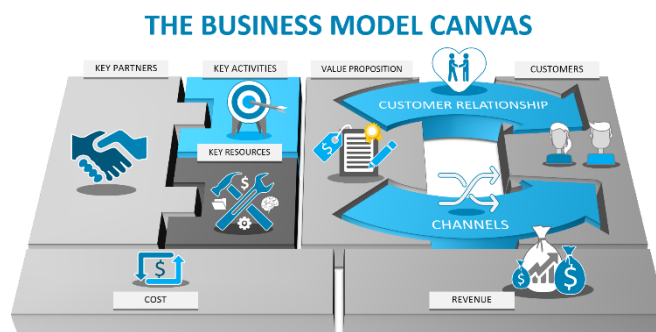 THE BUSINESS MODEL CANVAS
KEY PARTNERS
KEY ACTIVITIES
VALUE PROPOSITION
CUSTOMERS
CUSTOMER RELATIONSHIP
KEY RESOURCES
$
$
CHANNELS
$
$
$
COST
REVENUE